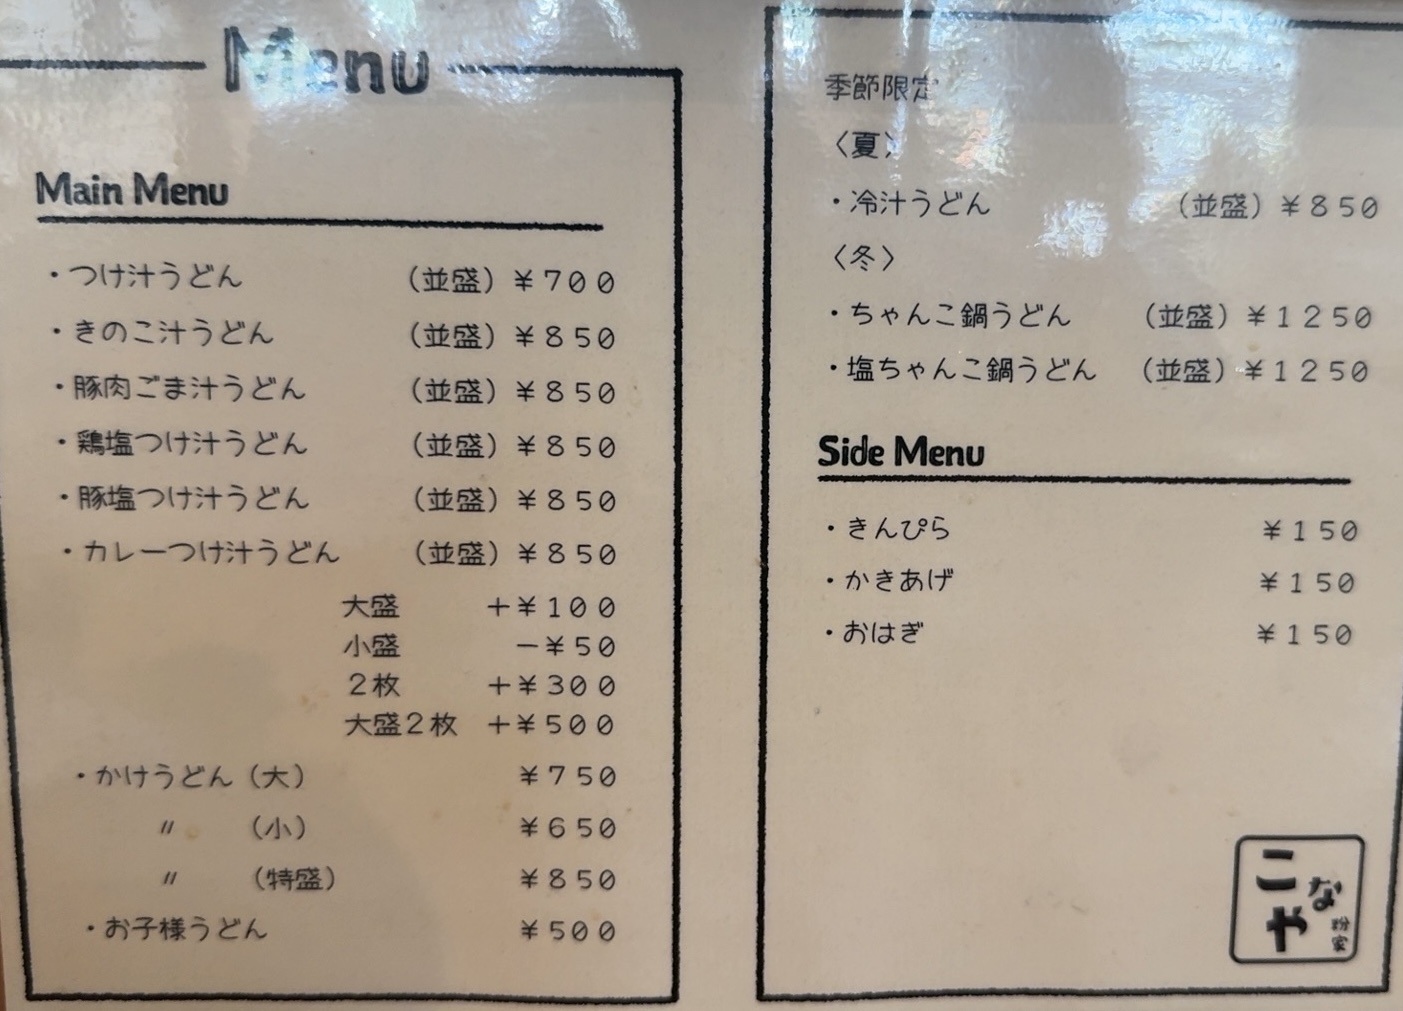 Menu
Main Menu
・つけ汁うどん (並盛) ¥700
・きのこ汁うどん (並盛) ¥850
・豚肉ごま汁うどん (並盛) ¥850
・鶏塩つけ汁うどん (並盛) ¥850
・豚塩つけ汁うどん (並盛) ¥850
・カレーつけ汁うどん (並盛) ¥850
大盛 +¥100
小盛 −¥50
2枚 +¥300
大盛2枚 +¥500
・かけうどん (大) ¥750
〃 (小) ¥650
〃 (特盛) ¥850
・お子様うどん ¥500
季節限定
〈夏〉
・冷汁うどん (並盛) ¥850
〈冬〉
・ちゃんこ鍋うどん (並盛) ¥1250
・塩ちゃんこ鍋うどん (並盛) ¥1250
Side Menu
・きんぴら ¥150
・かきあげ ¥150
・おはぎ ¥150
こなや
粉家